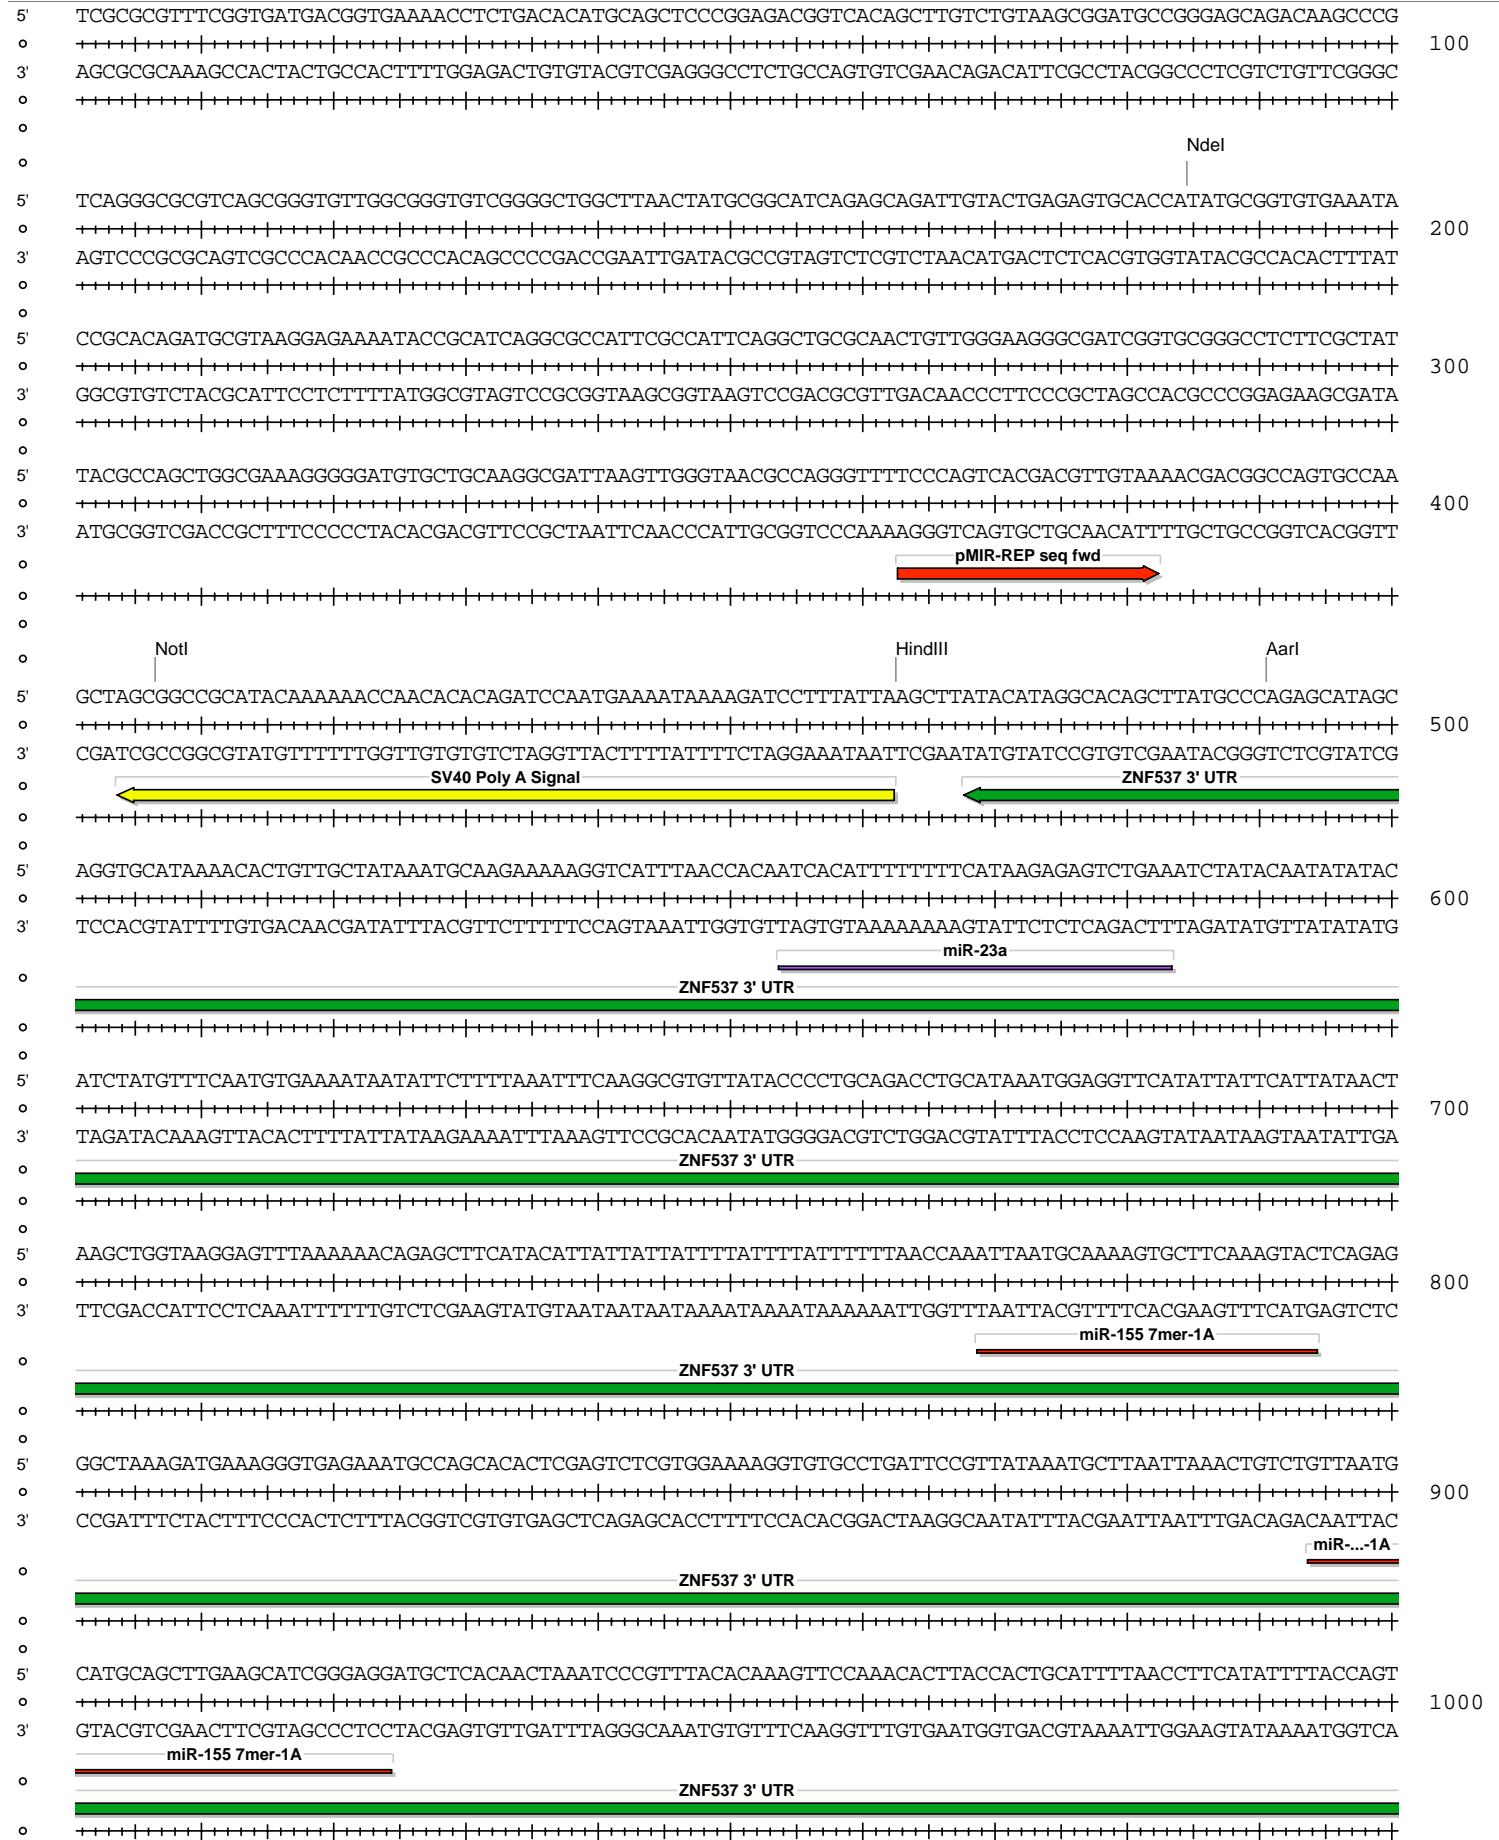 5' TCGCGCGTTTCGGTGATGACGGTGAAAACCTCTGACACATGCAGCTCCCGGAGACGGTCACAGCTTGTCTGTAAGCGGATGCCGGGAGCAGACAAGCCCG
100
3' AGCGCGCAAAGCCACTACTGCCACTTTTGGAGACTGTGTACGTCGAGGGCCTCTGCCAGTGTCGAACAGACATTCGCCTACGGCCCTCGTCTGTTCGGGC
NdeI
5' TCAGGGCGCGTCAGCGGGTGTTGGCGGGTGTCGGGGCTGGCTTAACTATGCGGCATCAGAGCAGATTGTACTGAGAGTGCACCATATGCGGTGTGAAATA
200
3' AGTCCCGCGCAGTCGCCCACAACCGCCCACAGCCCCGACCGAATTGATACGCCGTAGTCTCGTCTAACATGACTCTCACGTGGTATACGCCACACTTTAT
5' CCGCACAGATGCGTAAGGAGAAAATACCGCATCAGGCGCCATTCGCCATTCAGGCTGCGCAACTGTTGGGAAGGGCGATCGGTGCGGGCCTCTTCGCTAT
300
3' GGCGTGTCTACGCATTCCTCTTTTATGGCGTAGTCCGCGGTAAGCGGTAAGTCCGACGCGTTGACAACCCTTCCCGCTAGCCACGCCCGGAGAAGCGATA
5' TACGCCAGCTGGCGAAAGGGGGATGTGCTGCAAGGCGATTAAGTTGGGTAACGCCAGGGTTTTCCCAGTCACGACGTTGTAAAACGACGGCCAGTGCCAA
400
3' ATGCGGTCGACCGCTTTCCCCCTACACGACGTTCCGCTAATTCAACCCATTGCGGTCCCAAAAGGGTCAGTGCTGCAACATTTTGCTGCCGGTCACGGTT
pMIR-REP seq fwd
NotI HindIII AarI
5' GCTAGCGGCCGCATACAAAAAACCAACACACAGATCCAATGAAAATAAAAGATCCTTTATTAAGCTTATACATAGGCACAGCTTATGCCCAGAGCATAGC
500
3' CGATCGCCGGCGTATGTTTTTTGGTTGTGTGTCTAGGTTACTTTTATTTTCTAGGAAATAATTCGAATATGTATCCGTGTCGAATACGGGTCTCGTATCG
SV40 Poly A Signal ZNF537 3' UTR
5' AGGTGCATAAAACACTGTTGCTATAAATGCAAGAAAAAGGTCATTTAACCACAATCACATTTTTTTTCATAAGAGAGTCTGAAATCTATACAATATATAC
600
3' TCCACGTATTTTGTGACAACGATATTTACGTTCTTTTTCCAGTAAATTGGTGTTAGTGTAAAAAAAAGTATTCTCTCAGACTTTAGATATGTTATATATG
miR-23a
ZNF537 3' UTR
5' ATCTATGTTTCAATGTGAAAATAATATTCTTTTAAATTTCAAGGCGTGTTATACCCCTGCAGACCTGCATAAATGGAGGTTCATATTATTCATTATAACT
700
3' TAGATACAAAGTTACACTTTTATTATAAGAAAATTTAAAGTTCCGCACAATATGGGGACGTCTGGACGTATTTACCTCCAAGTATAATAAGTAATATTGA
ZNF537 3' UTR
5' AAGCTGGTAAGGAGTTTAAAAAACAGAGCTTCATACATTATTATTATTTTATTTTATTTTTTAACCAAATTAATGCAAAAGTGCTTCAAAGTACTCAGAG
800
3' TTCGACCATTCCTCAAATTTTTTGTCTCGAAGTATGTAATAATAATAAAATAAAATAAAAAATTGGTTTAATTACGTTTTCACGAAGTTTCATGAGTCTC
miR-155 7mer-1A
ZNF537 3' UTR
5' GGCTAAAGATGAAAGGGTGAGAAATGCCAGCACACTCGAGTCTCGTGGAAAAGGTGTGCCTGATTCCGTTATAAATGCTTAATTAAACTGTCTGTTAATG
900
3' CCGATTTCTACTTTCCCACTCTTTACGGTCGTGTGAGCTCAGAGCACCTTTTCCACACGGACTAAGGCAATATTTACGAATTAATTTGACAGACAATTAC
miR-...-1A
ZNF537 3' UTR
5' CATGCAGCTTGAAGCATCGGGAGGATGCTCACAACTAAATCCCGTTTACACAAAGTTCCAAACACTTACCACTGCATTTTAACCTTCATATTTTACCAGT
1000
3' GTACGTCGAACTTCGTAGCCCTCCTACGAGTGTTGATTTAGGGCAAATGTGTTTCAAGGTTTGTGAATGGTGACGTAAAATTGGAAGTATAAAATGGTCA
miR-155 7mer-1A
ZNF537 3' UTR